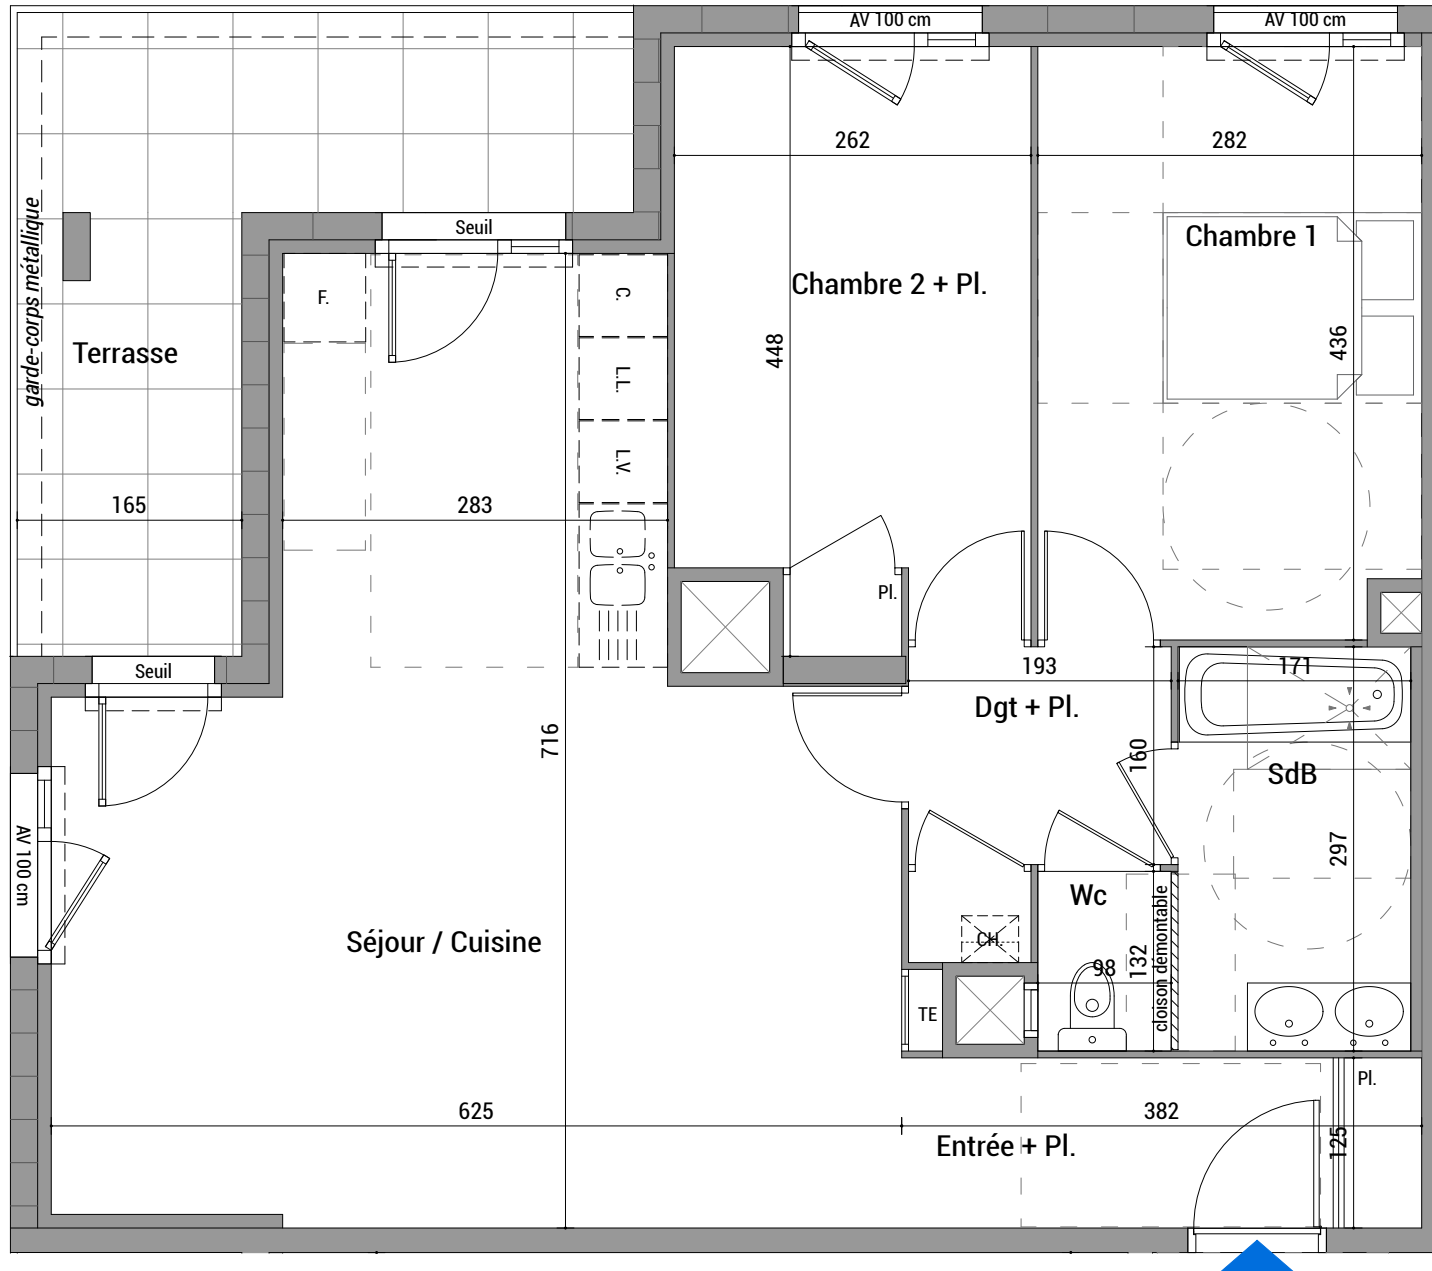 AV 100 cm
AV 100 cm
262
282
garde-corps métallique
Seuil
Chambre 1
F.
C.
Chambre 2 + Pl.
Terrasse
448
436
L.L.
L.V.
165
283
Pl.
Seuil
193
171
Dgt + Pl.
716
160
SdB
AV 100 cm
297
Wc
cloison démontable
Séjour / Cuisine
CH.
132
98
TE
Pl.
625
382
125
Entrée + Pl.